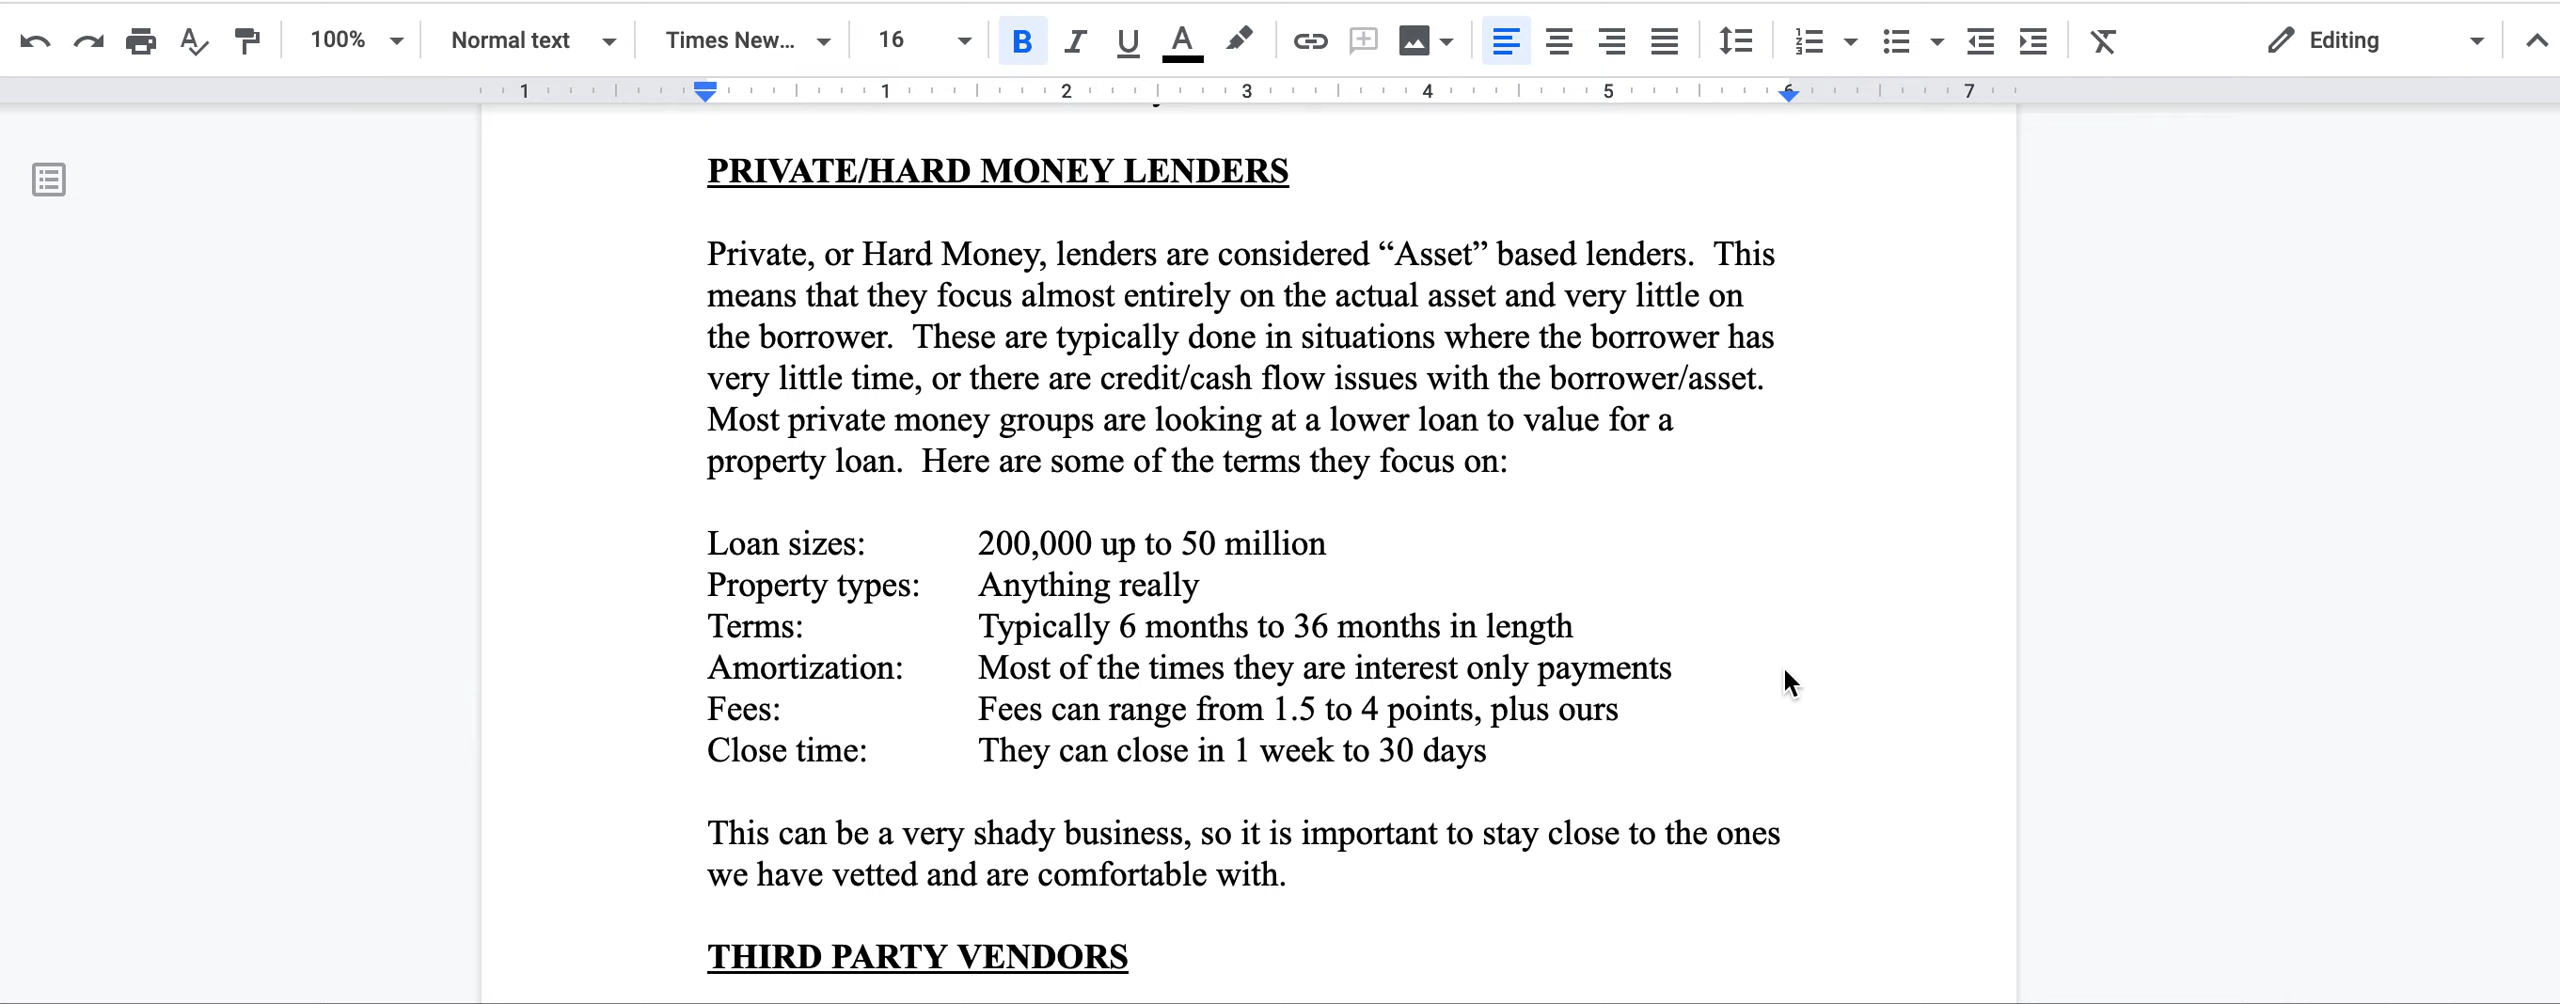 100% Normal text Times New... 16 B I U A Editing
1 1 2 3 4 5 6 7
PRIVATE/HARD MONEY LENDERS
Private, or Hard Money, lenders are considered “Asset” based lenders.  This
means that they focus almost entirely on the actual asset and very little on
the borrower.  These are typically done in situations where the borrower has
very little time, or there are credit/cash flow issues with the borrower/asset.
Most private money groups are looking at a lower loan to value for a
property loan.  Here are some of the terms they focus on:
Loan sizes: 200,000 up to 50 million
Property types: Anything really
Terms: Typically 6 months to 36 months in length
Amortization: Most of the times they are interest only payments
Fees: Fees can range from 1.5 to 4 points, plus ours
Close time: They can close in 1 week to 30 days
This can be a very shady business, so it is important to stay close to the ones
we have vetted and are comfortable with.
THIRD PARTY VENDORS